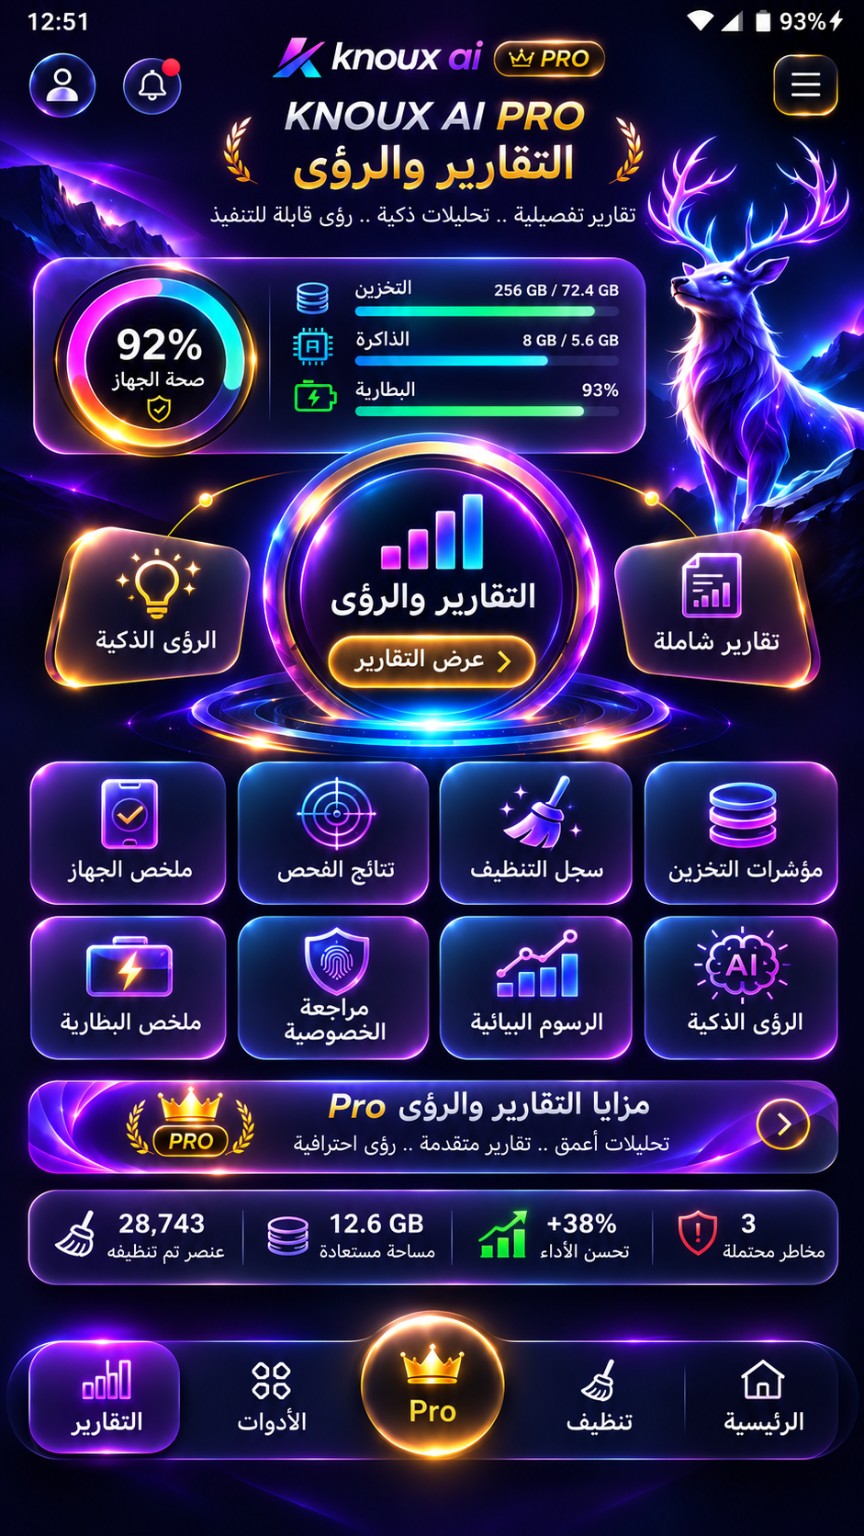 12:51
93%
knoux ai PRO
KNOUX AI PRO
التقارير والرؤى
تقارير تفصيلية .. تحليلات ذكية .. رؤى قابلة للتنفيذ
92%
صحة الجهاز
التخزين 256 GB / 72.4 GB
الذاكرة 8 GB / 5.6 GB
البطارية 93%
تقارير شاملة
التقارير والرؤى
عرض التقارير
الرؤى الذكية
مؤشرات التخزين
سجل التنظيف
نتائج الفحص
ملخص الجهاز
AI
الرؤى الذكية
الرسوم البيانية
مراجعة
الخصوصية
ملخص البطارية
مزايا التقارير والرؤى Pro
تحليلات أعمق .. تقارير متقدمة .. رؤى احترافية
PRO
3
مخاطر محتملة
+38%
تحسن الأداء
12.6 GB
مساحة مستعادة
28,743
عنصر تم تنظيفه
الرئيسية
تنظيف
Pro
الأدوات
التقارير